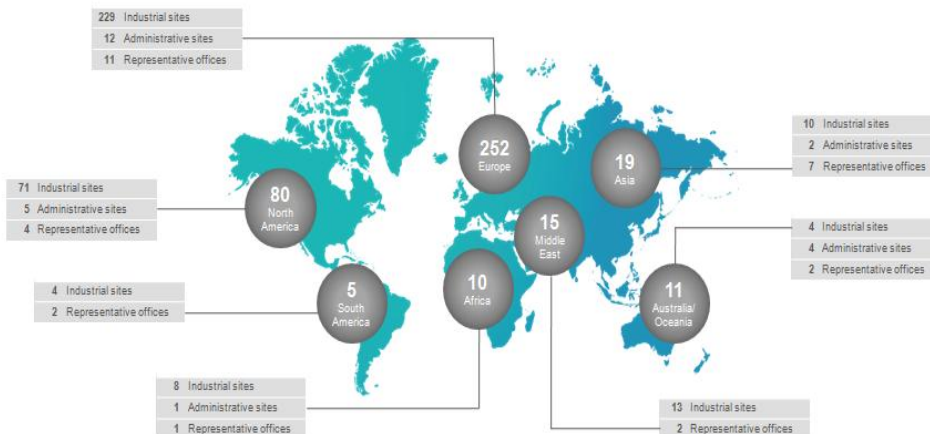 229 Industrial sites
12 Administrative sites
11 Representative offices
252
Europe
10 Industrial sites
2 Administrative sites
7 Representative offices
19
Asia
71 Industrial sites
5 Administrative sites
4 Representative offices
80
North
America
15
Middle
East
4 Industrial sites
4 Administrative sites
2 Representative offices
4 Industrial sites
2 Representative offices
5
South
America
10
Africa
11
Australia/
Oceania
8 Industrial sites
1 Administrative sites
1 Representative offices
13 Industrial sites
2 Representative offices